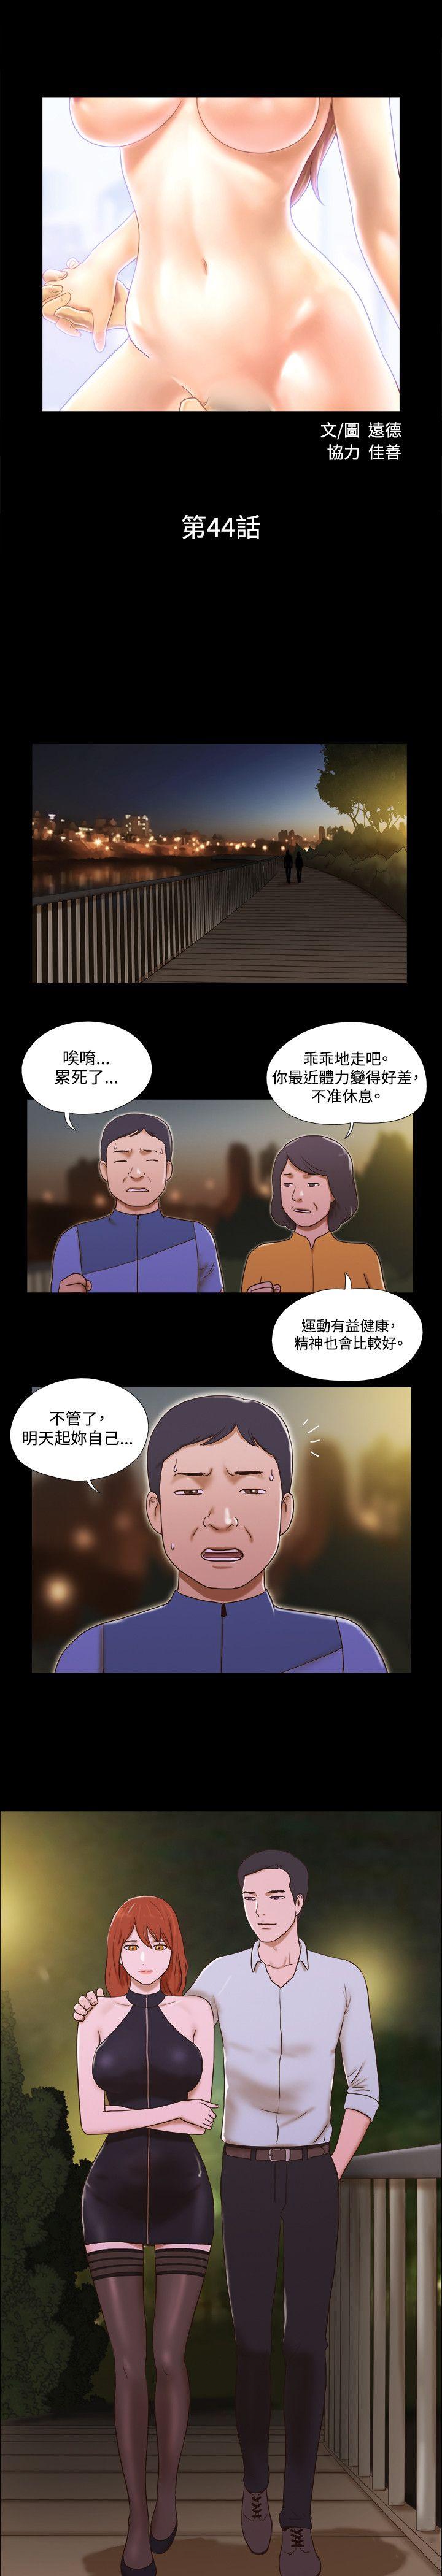 文/圖 遠德
協力 佳善
第44話
唉唷...
累死了...
乖乖地走吧。
你最近體力變得好差,
不准休息。
運動有益健康,
精神也會比較好。
不管了,
明天起妳自己...